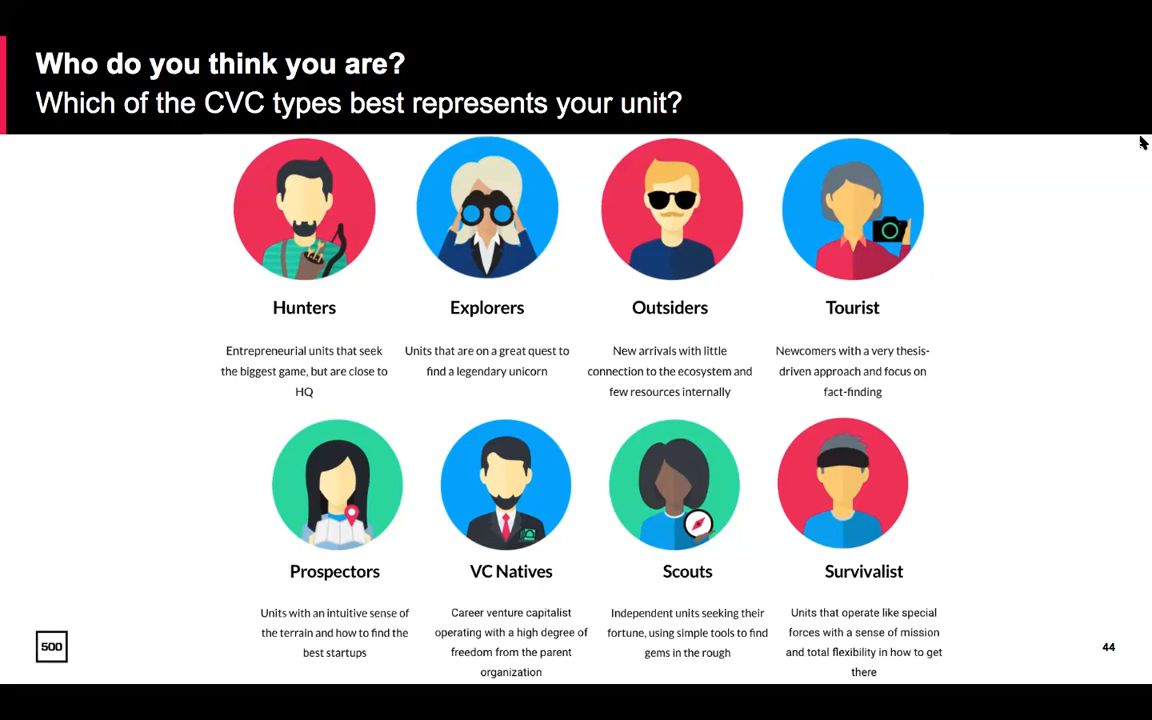 Who do you think you are?
Which of the CVC types best represents your unit?
Hunters
Entrepreneurial units that seek
the biggest game, but are close to
HQ
Explorers
Units that are on a great quest to
find a legendary unicorn
Outsiders
New arrivals with little
connection to the ecosystem and
few resources internally
Tourist
Newcomers with a very thesis-
driven approach and focus on
fact-finding
Prospectors
Units with an intuitive sense of
the terrain and how to find the
best startups
VC Natives
Career venture capitalist
operating with a high degree of
freedom from the parent
organization
Scouts
Independent units seeking their
fortune, using simple tools to find
gems in the rough
Survivalist
Units that operate like special
forces with a sense of mission
and total flexibility in how to get
there
500
44